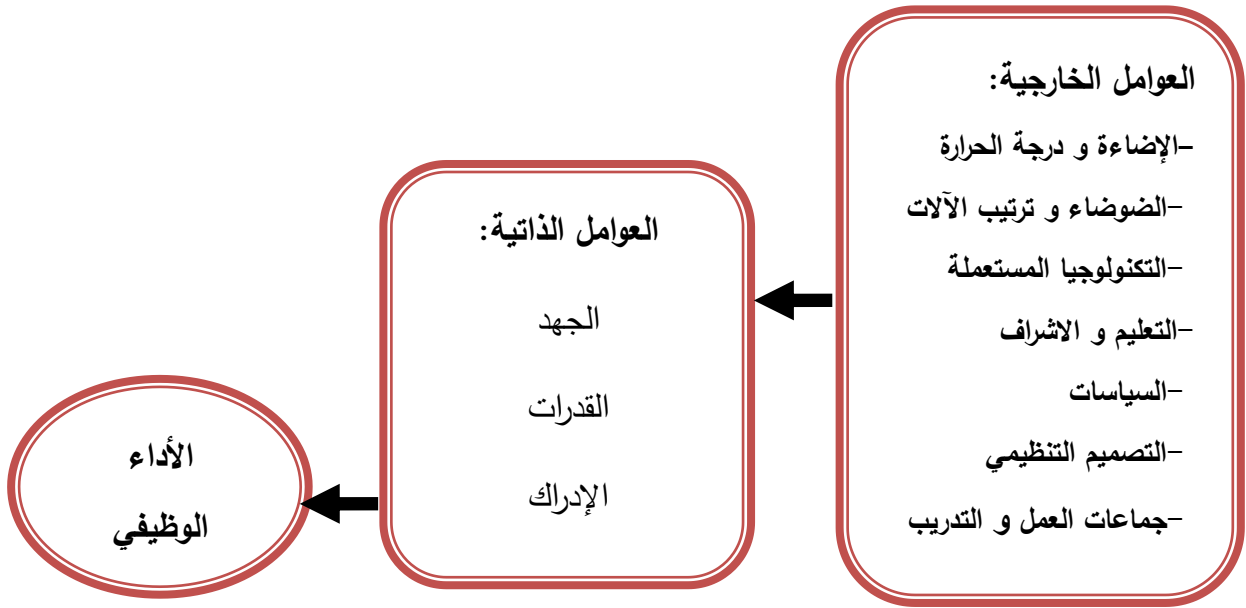 العوامل الخارجية:
-الإضاءة و درجة الحرارة
-الضوضاء و ترتيب الآلات
-التكنولوجيا المستعملة
-التعليم و الاشراف
-السياسات
-التصميم التنظيمي
-جماعات العمل و التدريب
العوامل الذاتية:
الجهد
القدرات
الإدراك
الأداء
الوظيفي